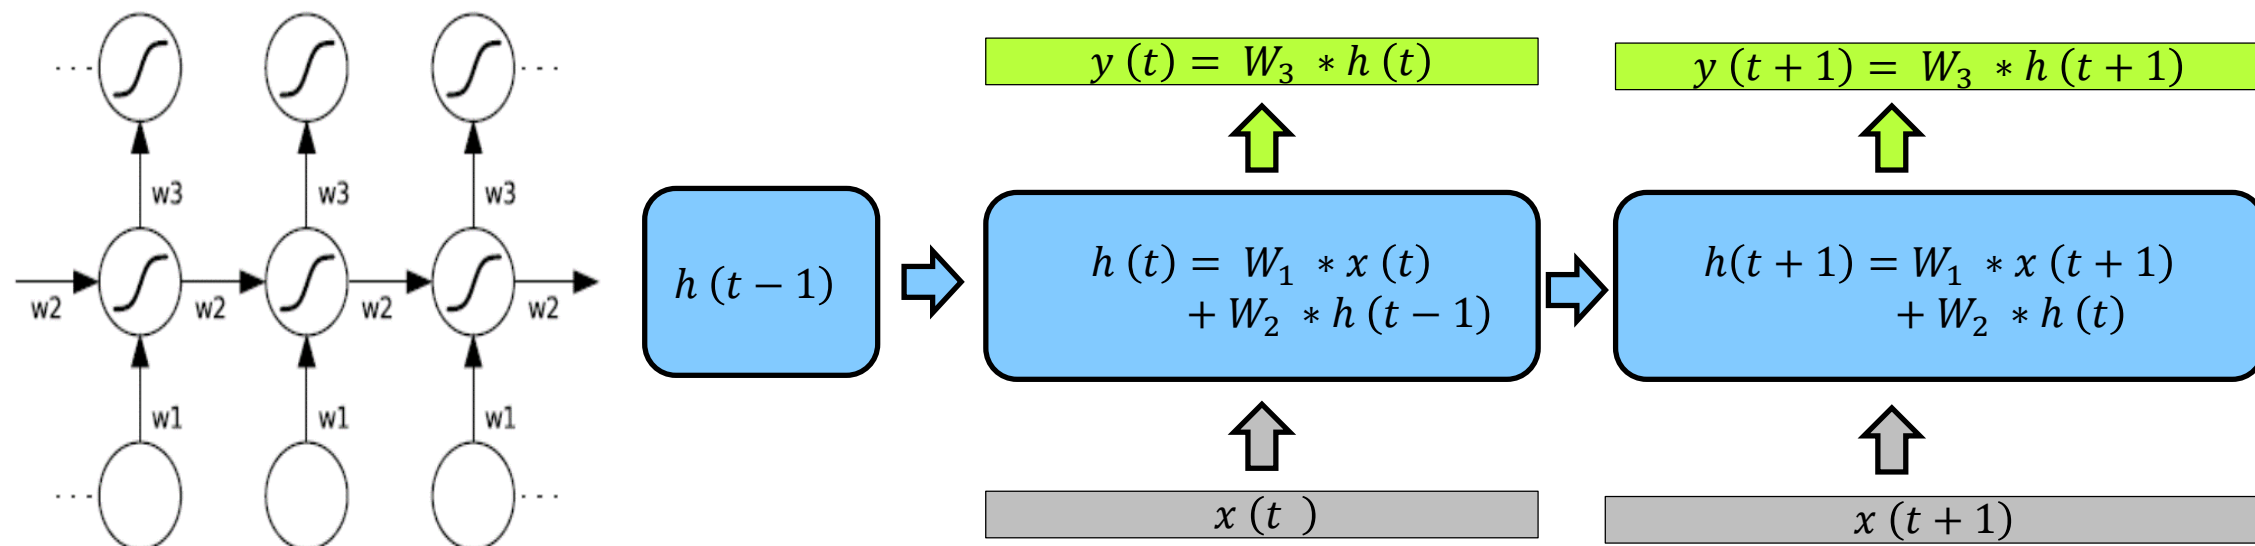 w3 w3 w3
w2 w2 w2 w2
w1 w1 w1
h (t − 1)
y (t) = W₃ * h (t)
h (t) = W₁ * x (t)
+ W₂ * h (t − 1)
x (t )
y (t + 1) = W₃ * h (t + 1)
h(t + 1) = W₁ * x (t + 1)
+ W₂ * h (t)
x (t + 1)